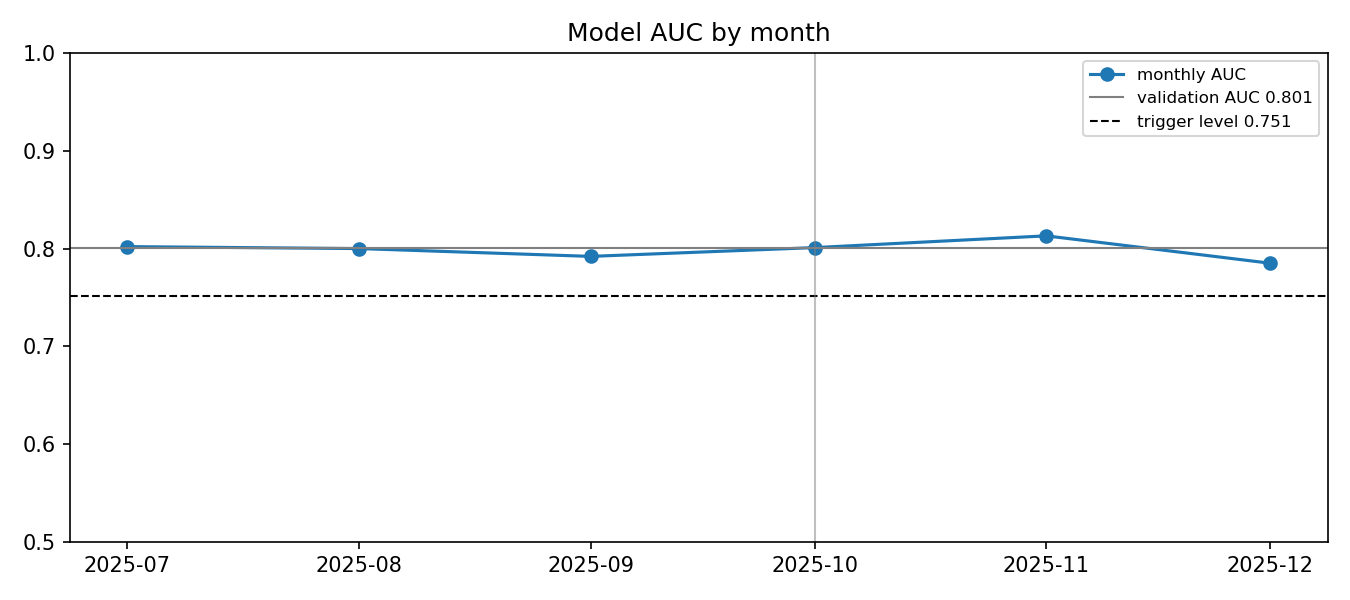 Model AUC by month
1.0
0.9
0.8
0.7
0.6
0.5
monthly AUC
validation AUC 0.801
trigger level 0.751
2025-07 2025-08 2025-09 2025-10 2025-11 2025-12